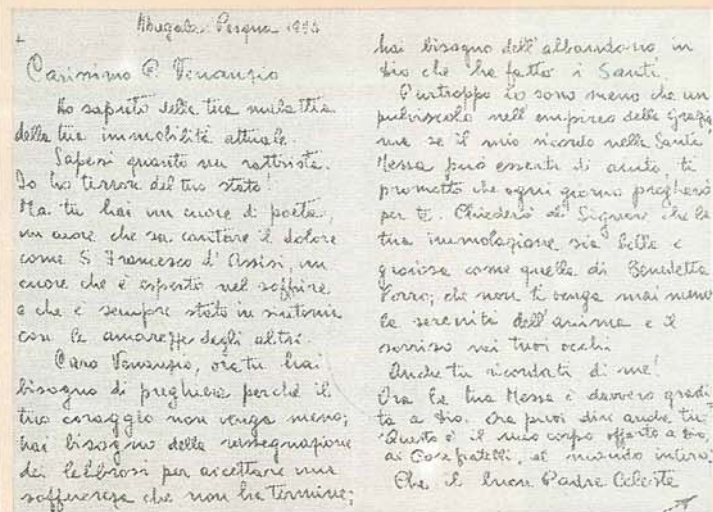 Abugala. Pasqua 1994
Carissimo P. Venanzio
Ho saputo della tua malattia
della tua immobilità attuale.
Sapessi quanto mi rattrista.
Io ho terrore del tuo stato!
Ma tu hai un cuore di poeta,
un cuore che sa cantare il dolore
come S. Francesco d'Assisi, un
cuore che è esperto nel soffrire
e che è sempre stato in sintonia
con le amarezze degli altri.
Caro Venanzio, ora tu hai
bisogno di preghiera perché il
tuo coraggio non venga meno;
hai bisogno della rassegnazione
dei lebbrosi per accettare una
sofferenza che non ha termine;
hai bisogno dell'abbandono in
Dio che ha fatto i Santi.
Purtroppo io sono meno che un
pulviscolo nell'empireo della Grazia
ma se il mio ricordo nella Santa
Messa può esserti di aiuto, ti
prometto che ogni giorno pregherò
per te. Chiederò al Signore che la
tua immolazione sia bella e
gioiosa come quella di Benedetta
Porro; che non ti venga mai meno
la serenità dell'anima e il
sorriso nei tuoi occhi
Anche tu ricordati di me!
Ora la tua Messa è davvero gradi-
ta a Dio. Ora puoi dire anche tu
"Questo è il mio corpo offerto a Dio,
ai Confratelli, al mondo intero."
Che il buon Padre Celeste